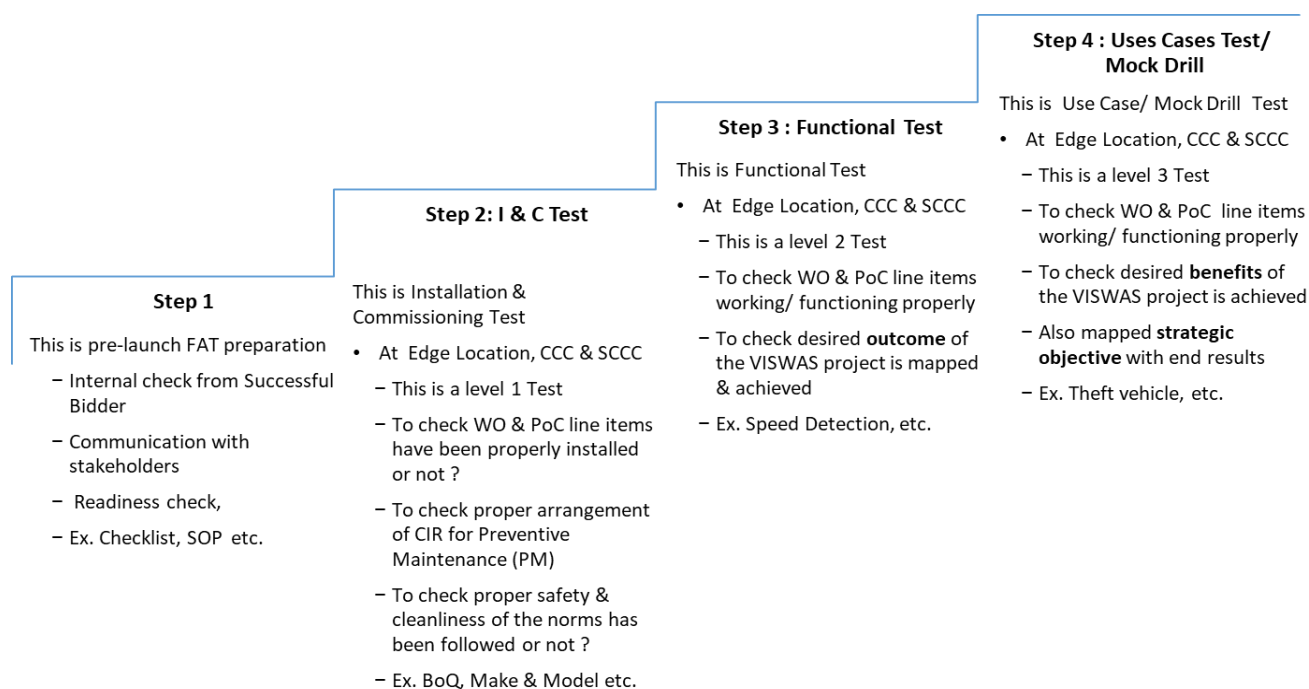 Step 1
This is pre-launch FAT preparation
– Internal check from Successful
Bidder
– Communication with
stakeholders
– Readiness check,
– Ex. Checklist, SOP etc.
Step 2: I & C Test
This is Installation &
Commissioning Test
• At Edge Location, CCC & SCCC
– This is a level 1 Test
– To check WO & PoC line items
have been properly installed
or not ?
– To check proper arrangement
of CIR for Preventive
Maintenance (PM)
– To check proper safety &
cleanliness of the norms has
been followed or not ?
– Ex. BoQ, Make & Model etc.
Step 3 : Functional Test
This is Functional Test
• At Edge Location, CCC & SCCC
– This is a level 2 Test
– To check WO & PoC line items
working/ functioning properly
– To check desired outcome of
the VISWAS project is mapped
& achieved
– Ex. Speed Detection, etc.
Step 4 : Uses Cases Test/
Mock Drill
This is Use Case/ Mock Drill Test
• At Edge Location, CCC & SCCC
– This is a level 3 Test
– To check WO & PoC line items
working/ functioning properly
– To check desired benefits of
the VISWAS project is achieved
– Also mapped strategic
objective with end results
– Ex. Theft vehicle, etc.